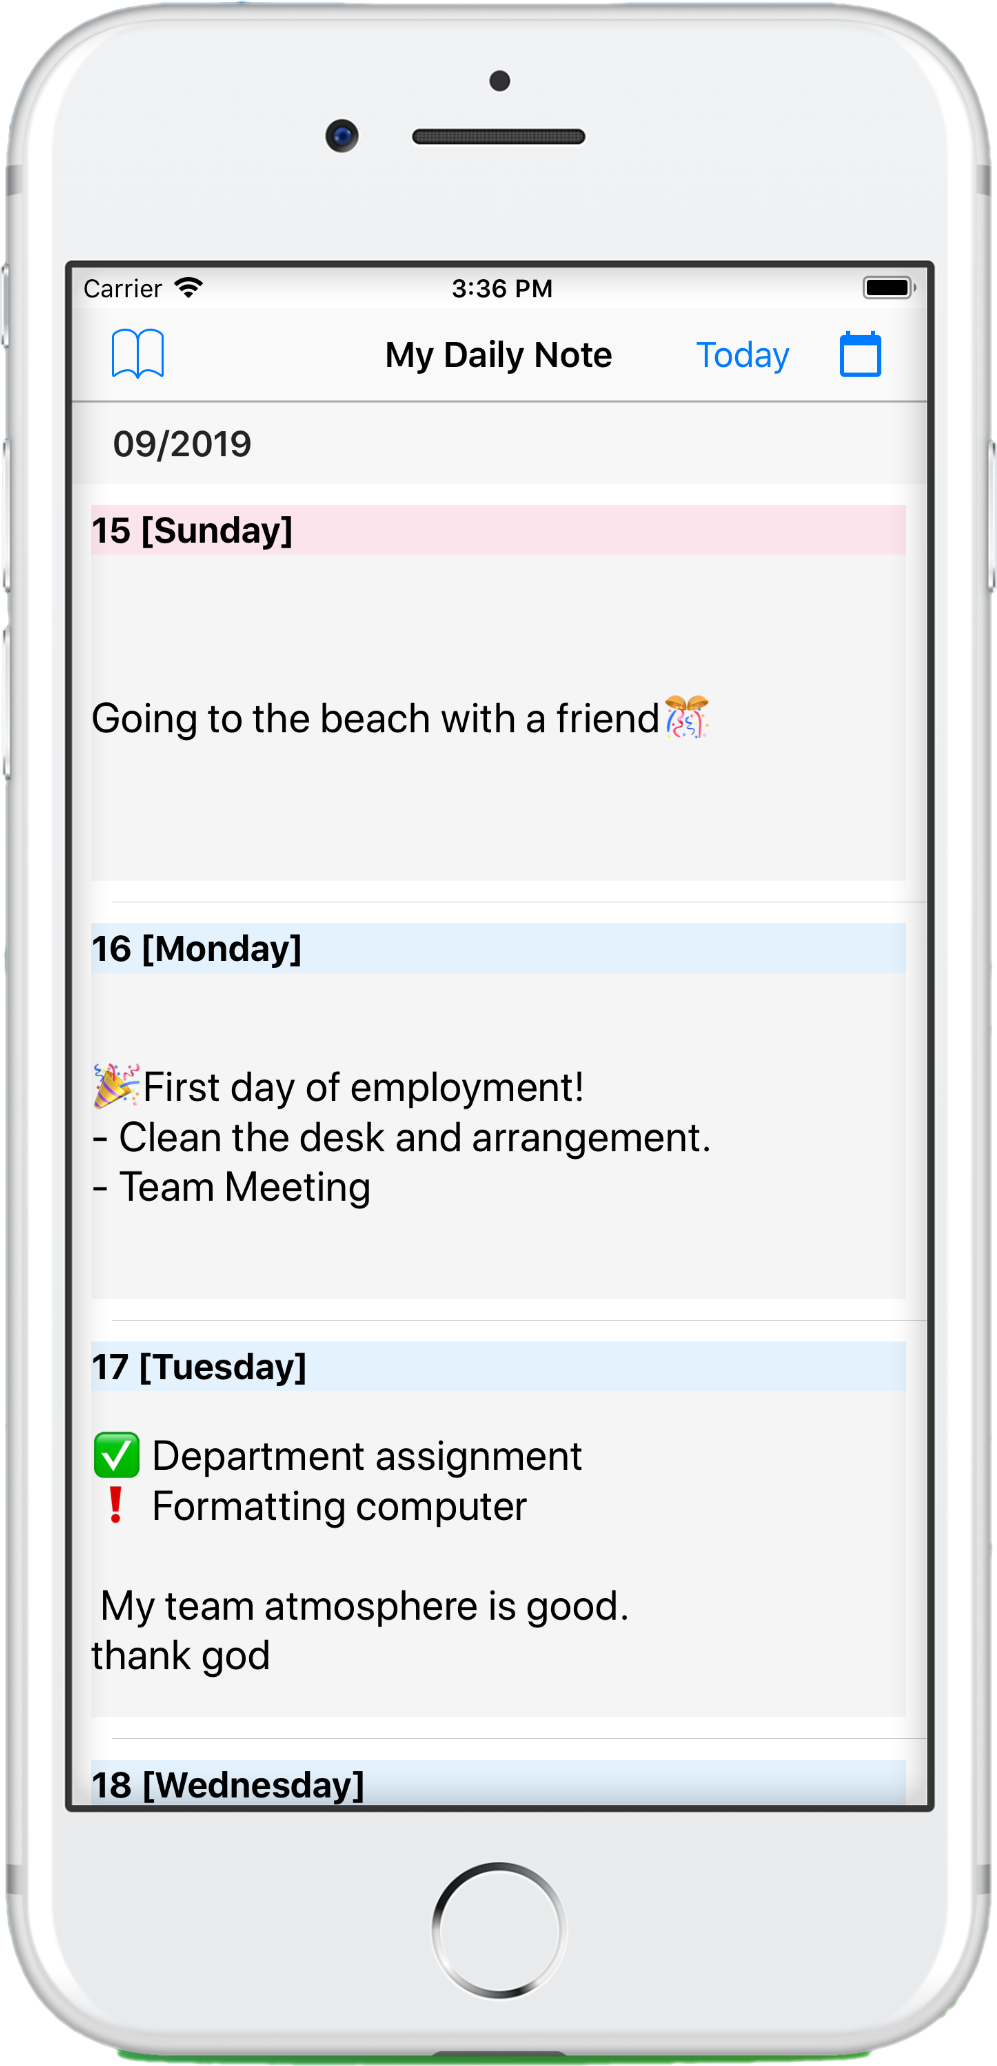 Carrier 3:36 PM
My Daily Note Today
09/2019
15 [Sunday]
Going to the beach with a friend🎊
16 [Monday]
🎉First day of employment!
- Clean the desk and arrangement.
- Team Meeting
17 [Tuesday]
✅ Department assignment
❗ Formatting computer
My team atmosphere is good.
thank god
18 [Wednesday]